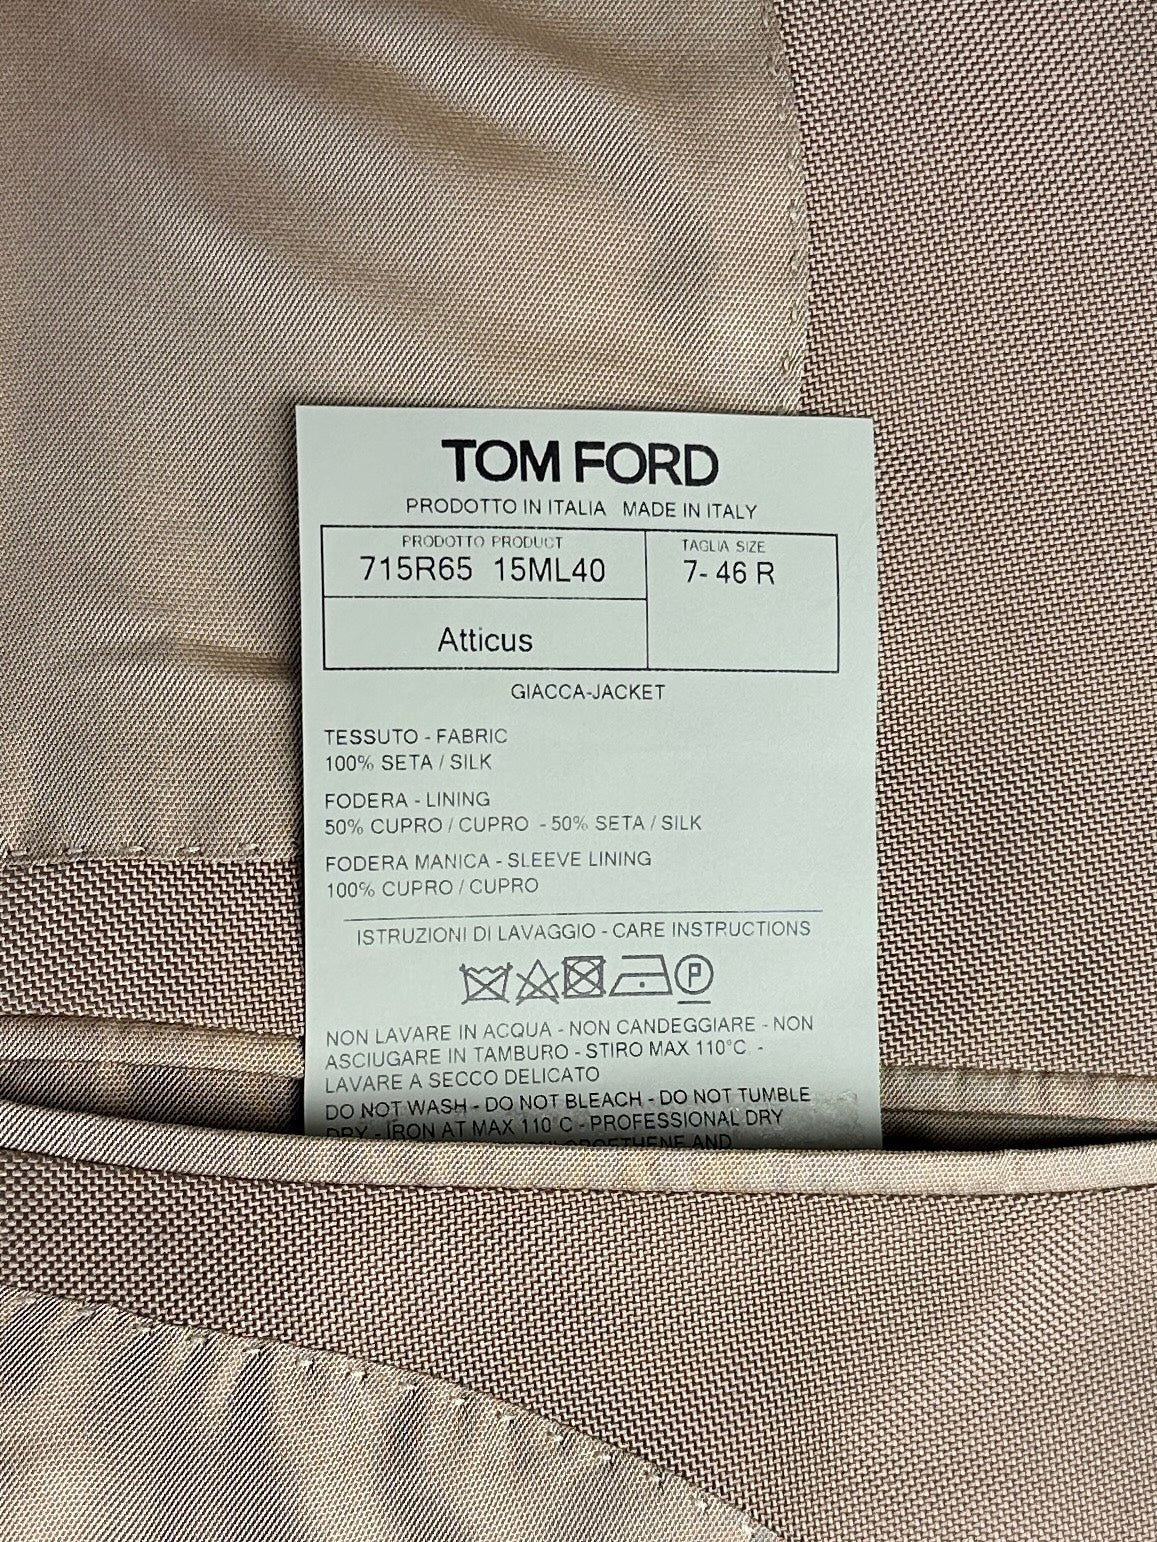 TOM FORD
PRODOTTO IN ITALIA MADE IN ITALY
PRODOTTO PRODUCT
715R65 15ML40
TAGLIA SIZE
7- 46 R
Atticus
GIACCA-JACKET
TESSUTO - FABRIC
100% SETA / SILK
FODERA - LINING
50% CUPRO / CUPRO - 50% SETA / SILK
FODERA MANICA - SLEEVE LINING
100% CUPRO / CUPRO
ISTRUZIONI DI LAVAGGIO - CARE INSTRUCTIONS
P
NON LAVARE IN ACQUA - NON CANDEGGIARE - NON
ASCIUGARE IN TAMBURO - STIRO MAX 110°C -
LAVARE A SECCO DELICATO
DO NOT WASH - DO NOT BLEACH - DO NOT TUMBLE
DRY - IRON AT MAX 110°C - PROFESSIONAL DRY
AND